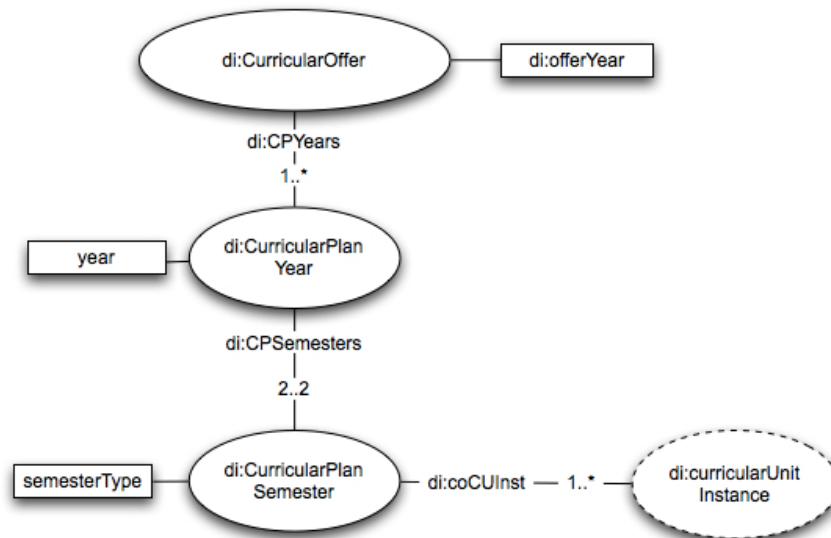 di:CurricularOffer
di:offerYear
di:CPYears
1..*
di:CurricularPlan
Year
year
di:CPSemesters
2..2
semesterType
di:CurricularPlan
Semester
di:coCUInst
1..*
di:curricularUnit
Instance